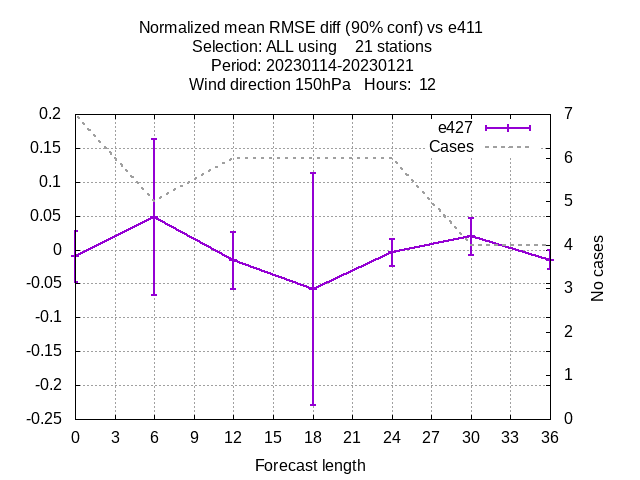 Normalized mean RMSE diff (90% conf) vs e411
Selection: ALL using    21 stations
Period: 20230114-20230121
Wind direction 150hPa   Hours:  12
e427
Cases
0.2
0.15
0.1
0.05
0
-0.05
-0.1
-0.15
-0.2
-0.25
7
6
5
4
3
2
1
0
No cases
0 3 6 9 12 15 18 21 24 27 30 33 36
Forecast length